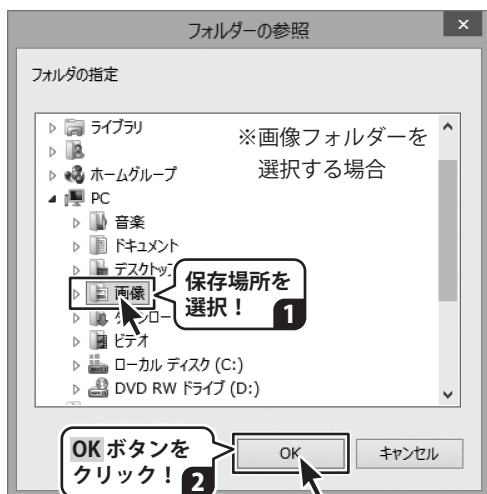 フォルダーの参照
×
フォルダの指定
ライブラリ
※画像フォルダーを
選択する場合
ホームグループ
PC
音楽
ドキュメント
デスクトップ
画像
保存場所を
選択！
1
ビデオ
ローカル ディスク (C:)
DVD RW ドライブ (D:)
OK ボタンを
クリック！
2
OK
キャンセル